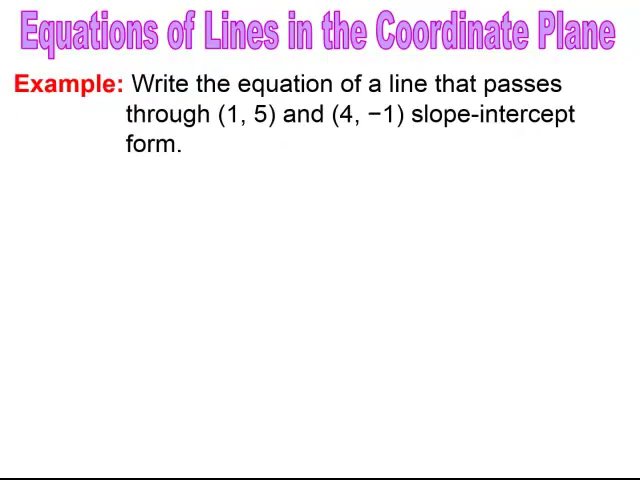 Equations of Lines in the Coordinate Plane
Example: Write the equation of a line that passes
through (1, 5) and (4, −1) slope-intercept
form.